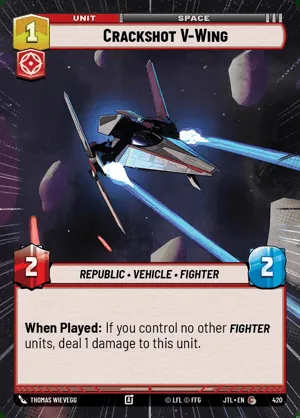 UNIT SPACE
1
CRACKSHOT V-WING
2
REPUBLIC • VEHICLE • FIGHTER
2
When Played: If you control no other FIGHTER
units, deal 1 damage to this unit.
THOMAS WIEVEGG © LFL © FFG JTL • EN C 420